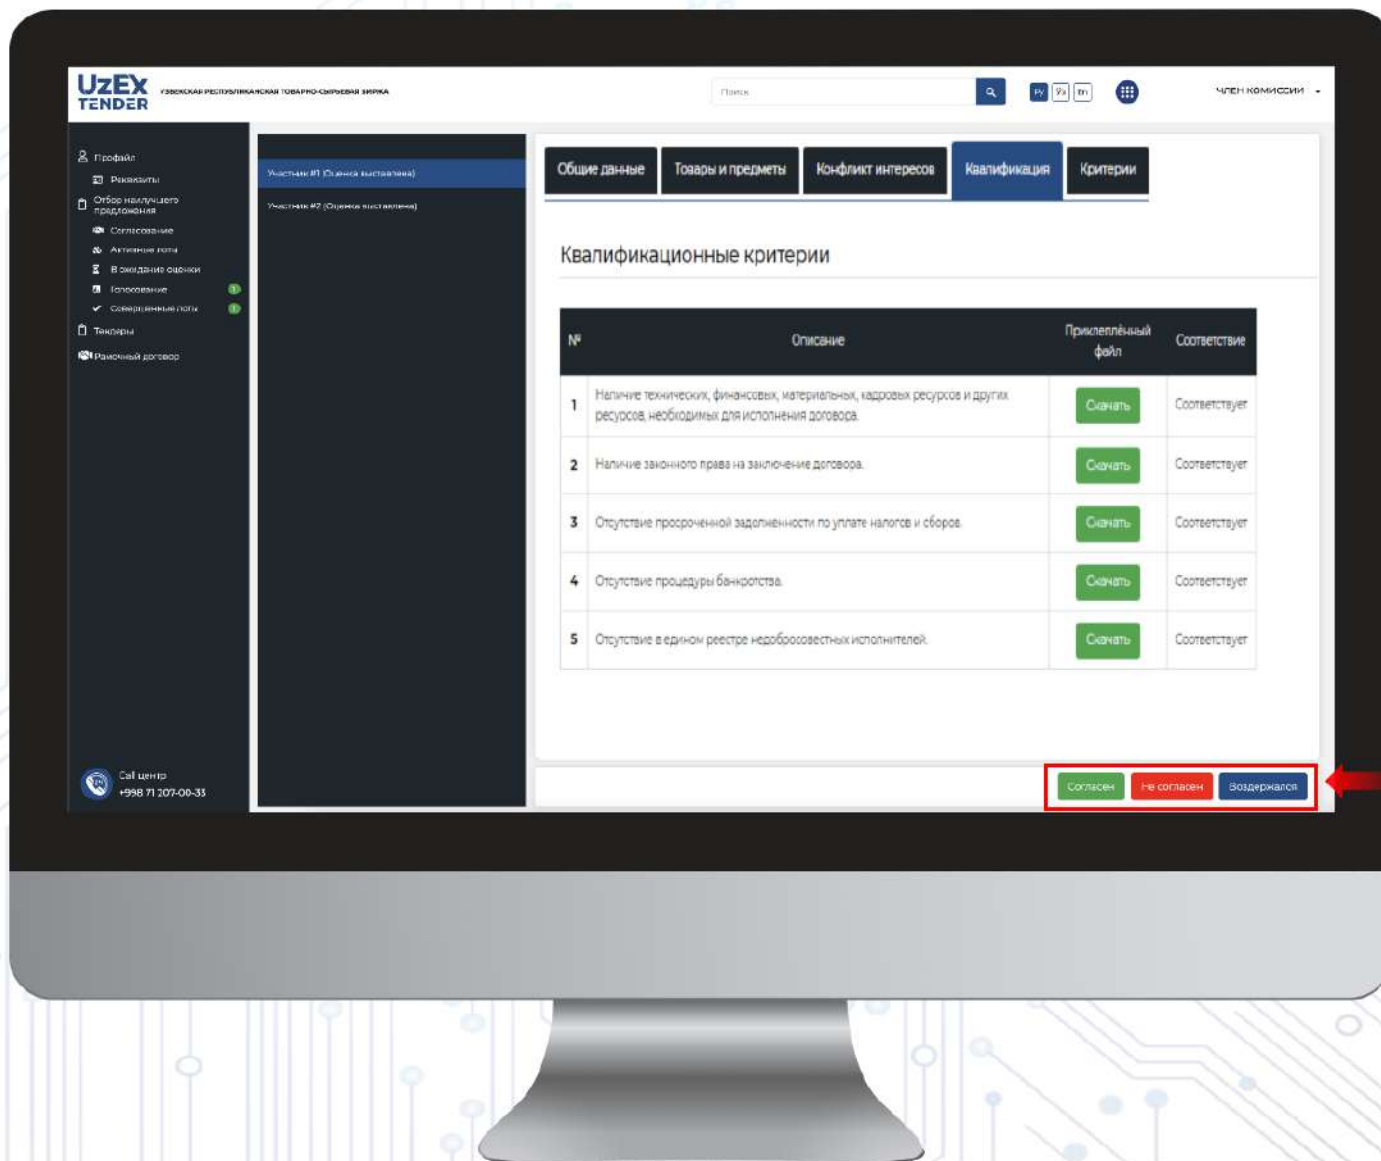 UzEX
TENDER
УЗБЕКСКАЯ РЕСПУБЛИКАНСКАЯ ТОВАРНО-СЫРЬЕВАЯ БИРЖА
Поиск
Ру Уз En
ЧЛЕН КОМИССИИ
Профайл
Реквизиты
Отбор наилучшего
предложения
Согласование
Активные лоты
В ожидание оценки
Голосование 1
Совершенные лоты 1
Тендеры
Рамочный договор
Call центр
+998 71 207-00-33
Участник #1 (Оценка выставлена)
Участник #2 (Оценка выставлена)
Общие данные Товары и предметы Конфликт интересов Квалификация Критерии
Квалификационные критерии
№ Описание Приклеплённый файл Соответствие
1 Наличие технических, финансовых, материальных, кадровых ресурсов и других
ресурсов, необходимых для исполнения договора. Скачать Соответствует
2 Наличие законного права на заключение договора. Скачать Соответствует
3 Отсутствие просроченной задолженности по уплате налогов и сборов. Скачать Соответствует
4 Отсутствие процедуры банкротства. Скачать Соответствует
5 Отсутствие в едином реестре недобросовестных исполнителей. Скачать Соответствует
Согласен Не согласен Воздержался